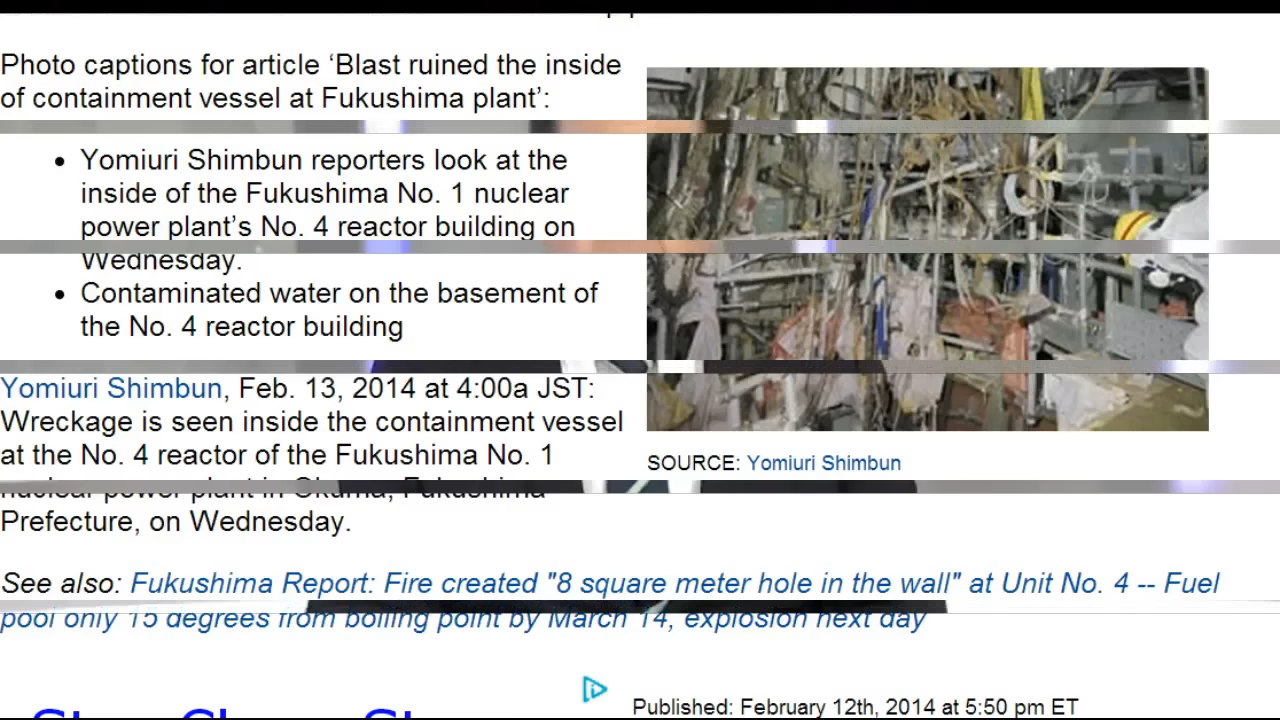 Photo captions for article ‘Blast ruined the inside
of containment vessel at Fukushima plant’:
• Yomiuri Shimbun reporters look at the
inside of the Fukushima No. 1 nuclear
power plant’s No. 4 reactor building on
Wednesday.
• Contaminated water on the basement of
the No. 4 reactor building
Yomiuri Shimbun, Feb. 13, 2014 at 4:00a JST:
Wreckage is seen inside the containment vessel
at the No. 4 reactor of the Fukushima No. 1
nuclear power plant in Okuma, Fukushima
Prefecture, on Wednesday.
SOURCE: Yomiuri Shimbun
See also: Fukushima Report: Fire created "8 square meter hole in the wall" at Unit No. 4 -- Fuel
pool only 15 degrees from boiling point by March 14, explosion next day
Published: February 12th, 2014 at 5:50 pm ET